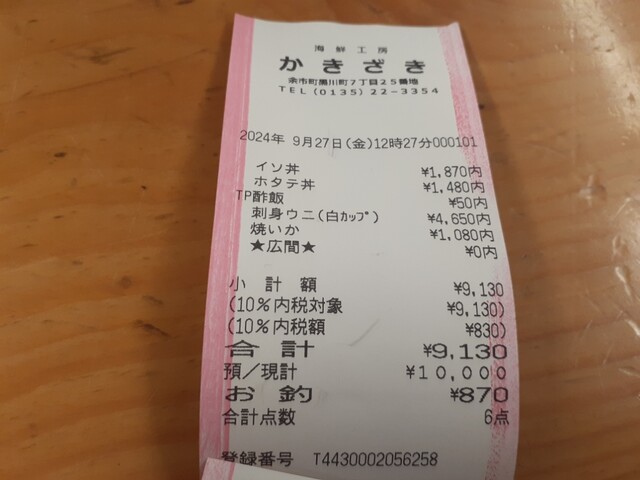 海鮮工房
かきざき
余市町黒川町7丁目25番地
TEL(0135)22-3354
2024年 9月27日(金)12時27分000101
イソ丼 ¥1,870内
ホタテ丼 ¥1,480内
TP酢飯 ¥50内
刺身ウニ(白カップ) ¥4,650内
焼いか ¥1,080内
★広間★ ¥0内
小計額 ¥9,130
(10%内税対象 ¥9,130)
(10%内税額 ¥830)
合計 ¥9,130
預/現計 ¥10,000
お釣 ¥870
合計点数 6点
登録番号 T4430002056258